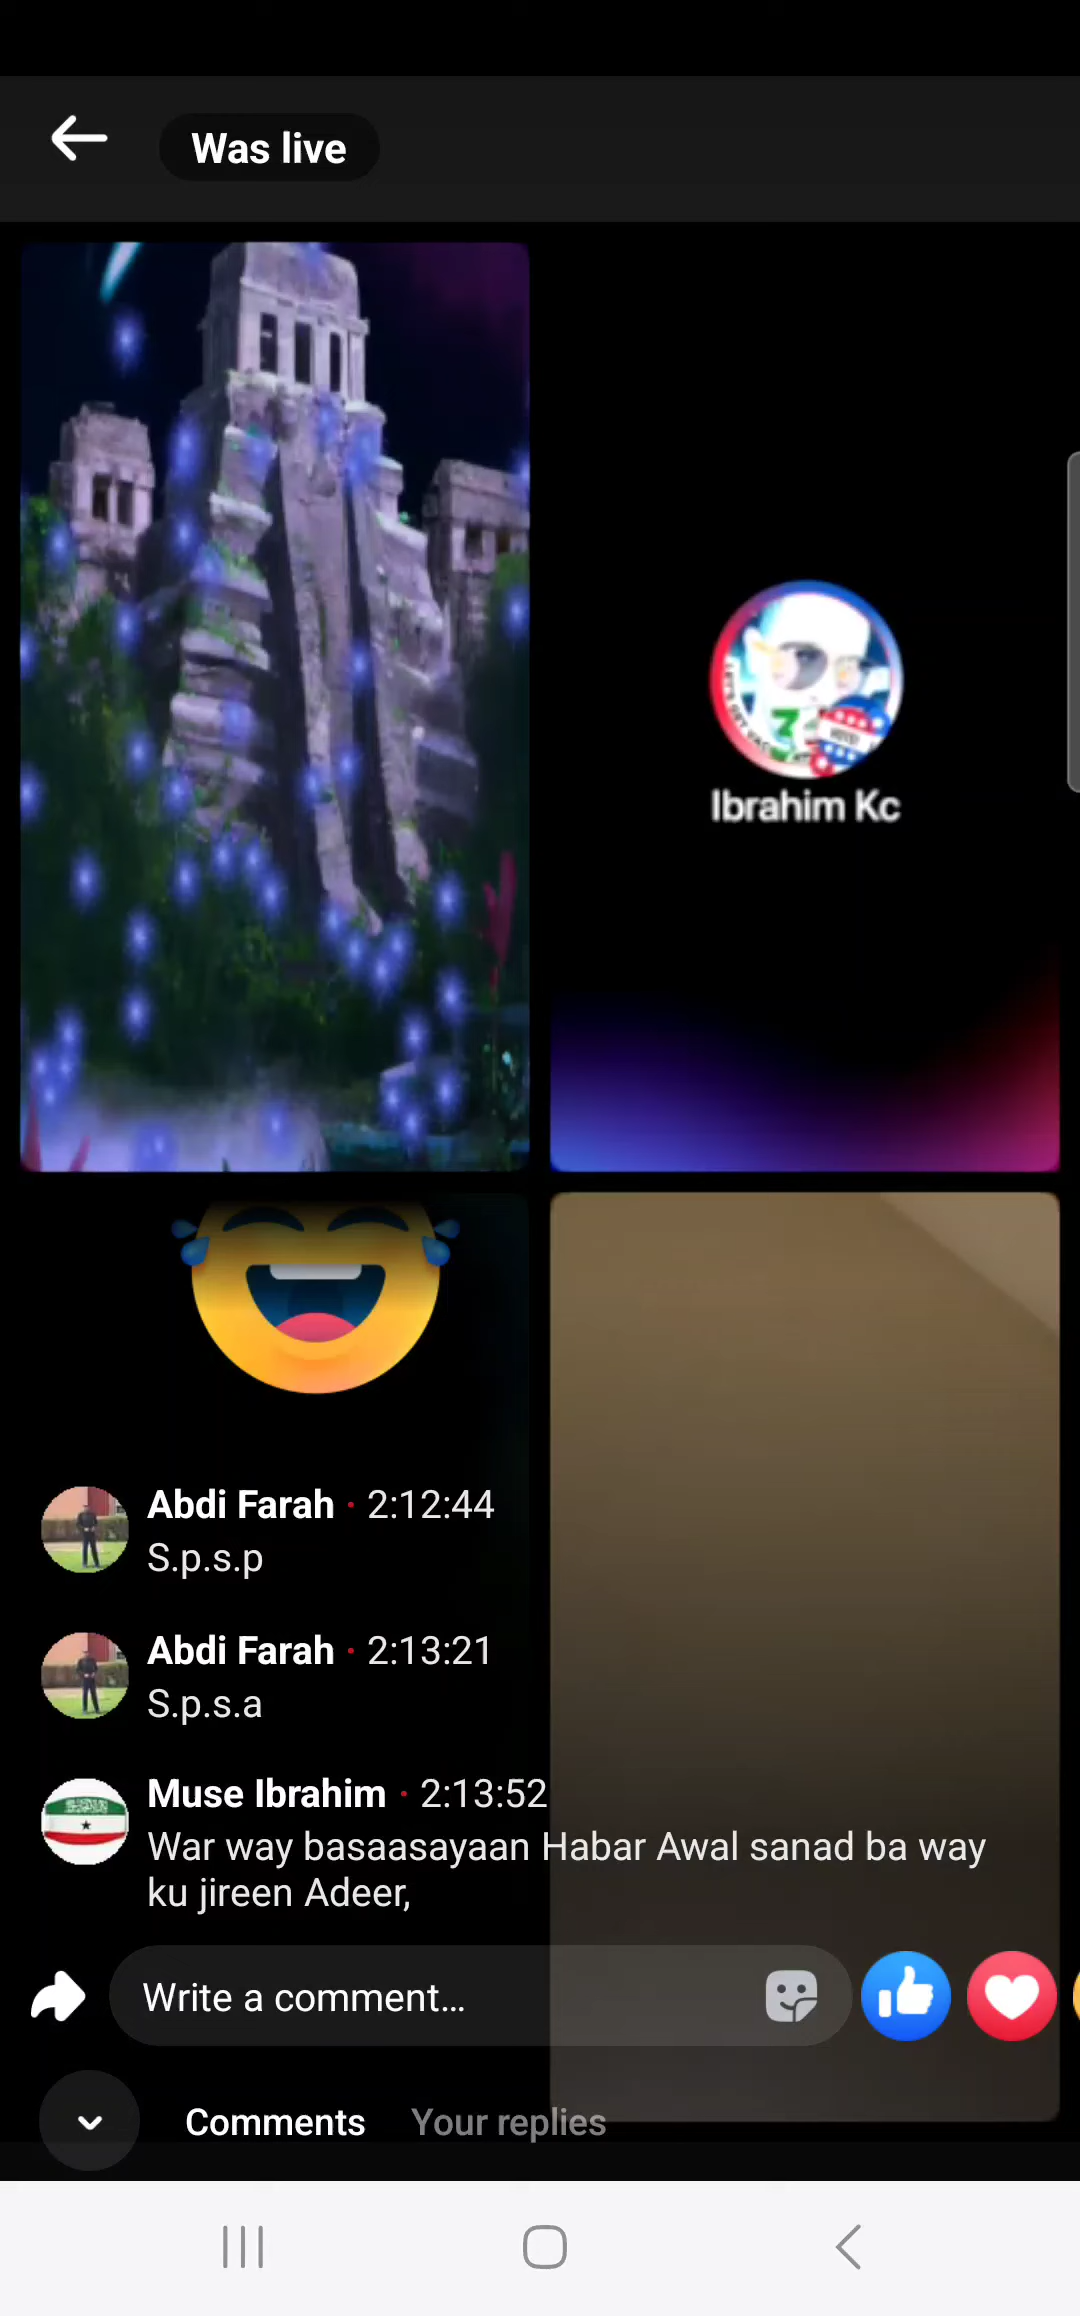 Was live
Ibrahim Kc
Abdi Farah · 2:12:44
S.p.s.p
Abdi Farah · 2:13:21
S.p.s.a
Muse Ibrahim · 2:13:52
War way basaasayaan Habar Awal sanad ba way
ku jireen Adeer,
Write a comment...
Comments Your replies